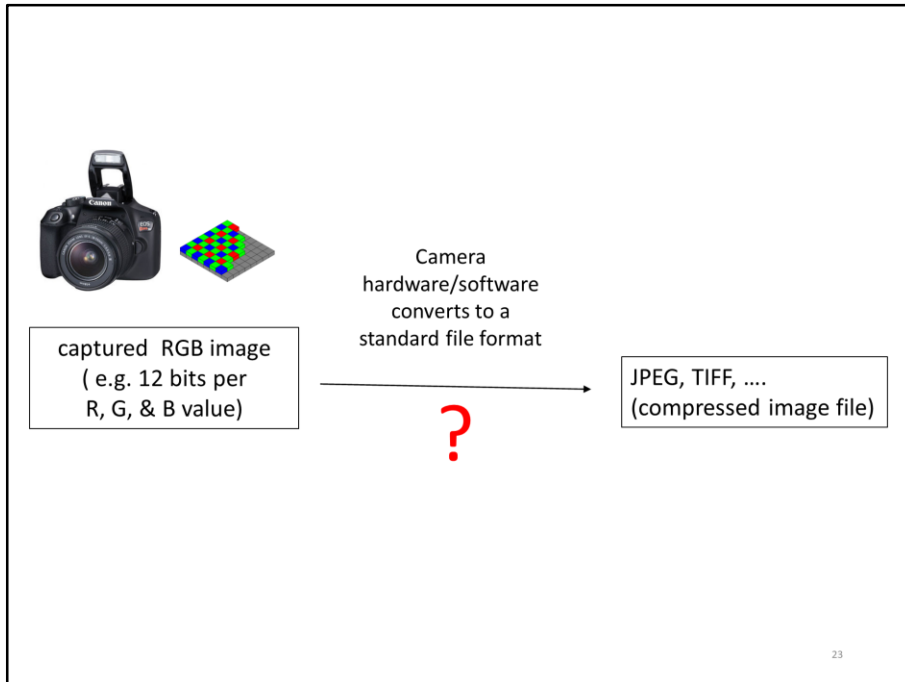 Canon
Camera
hardware/software
converts to a
standard file format
captured RGB image
( e.g. 12 bits per
R, G, & B value)
JPEG, TIFF, ....
(compressed image file)
?
23